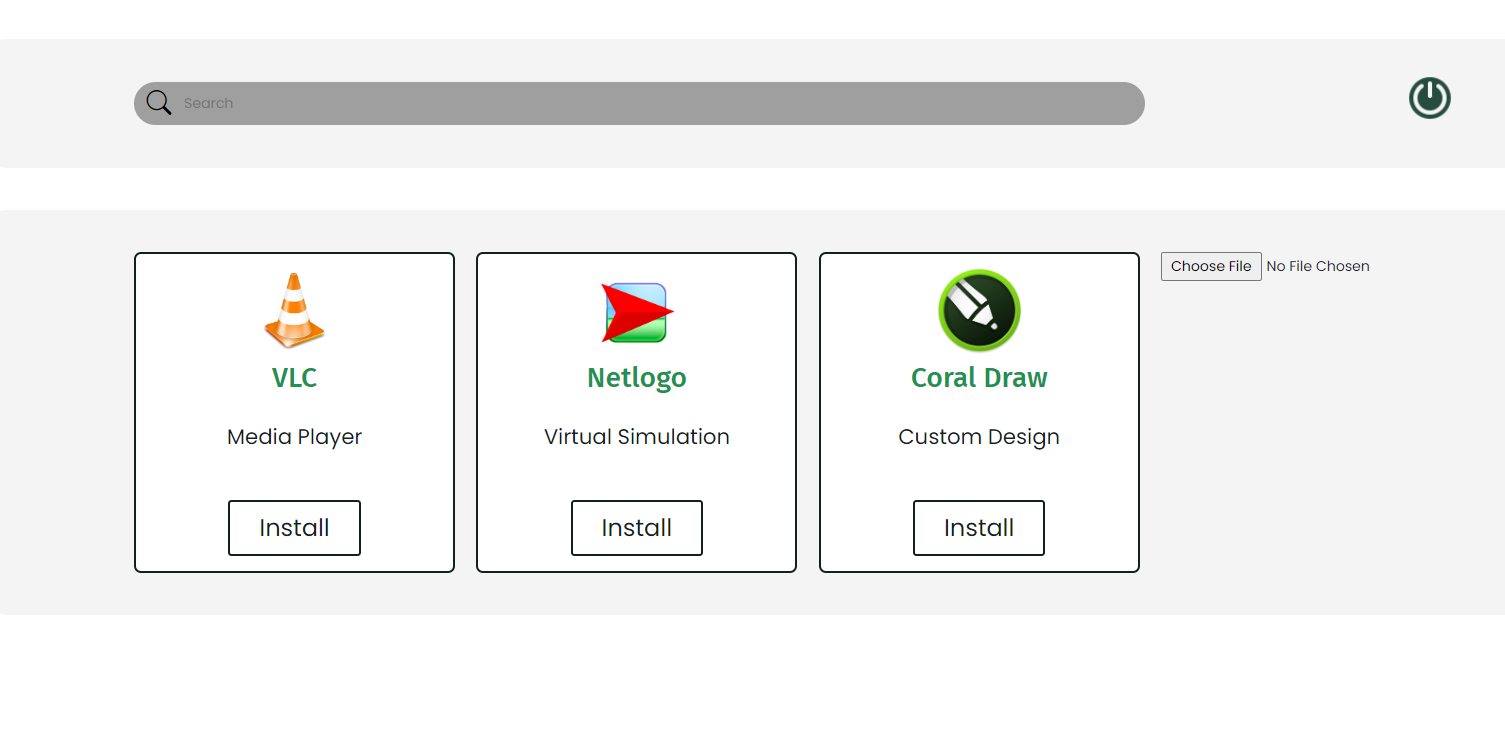 Search
Choose File No File Chosen
VLC
Netlogo
Coral Draw
Media Player
Virtual Simulation
Custom Design
Install
Install
Install